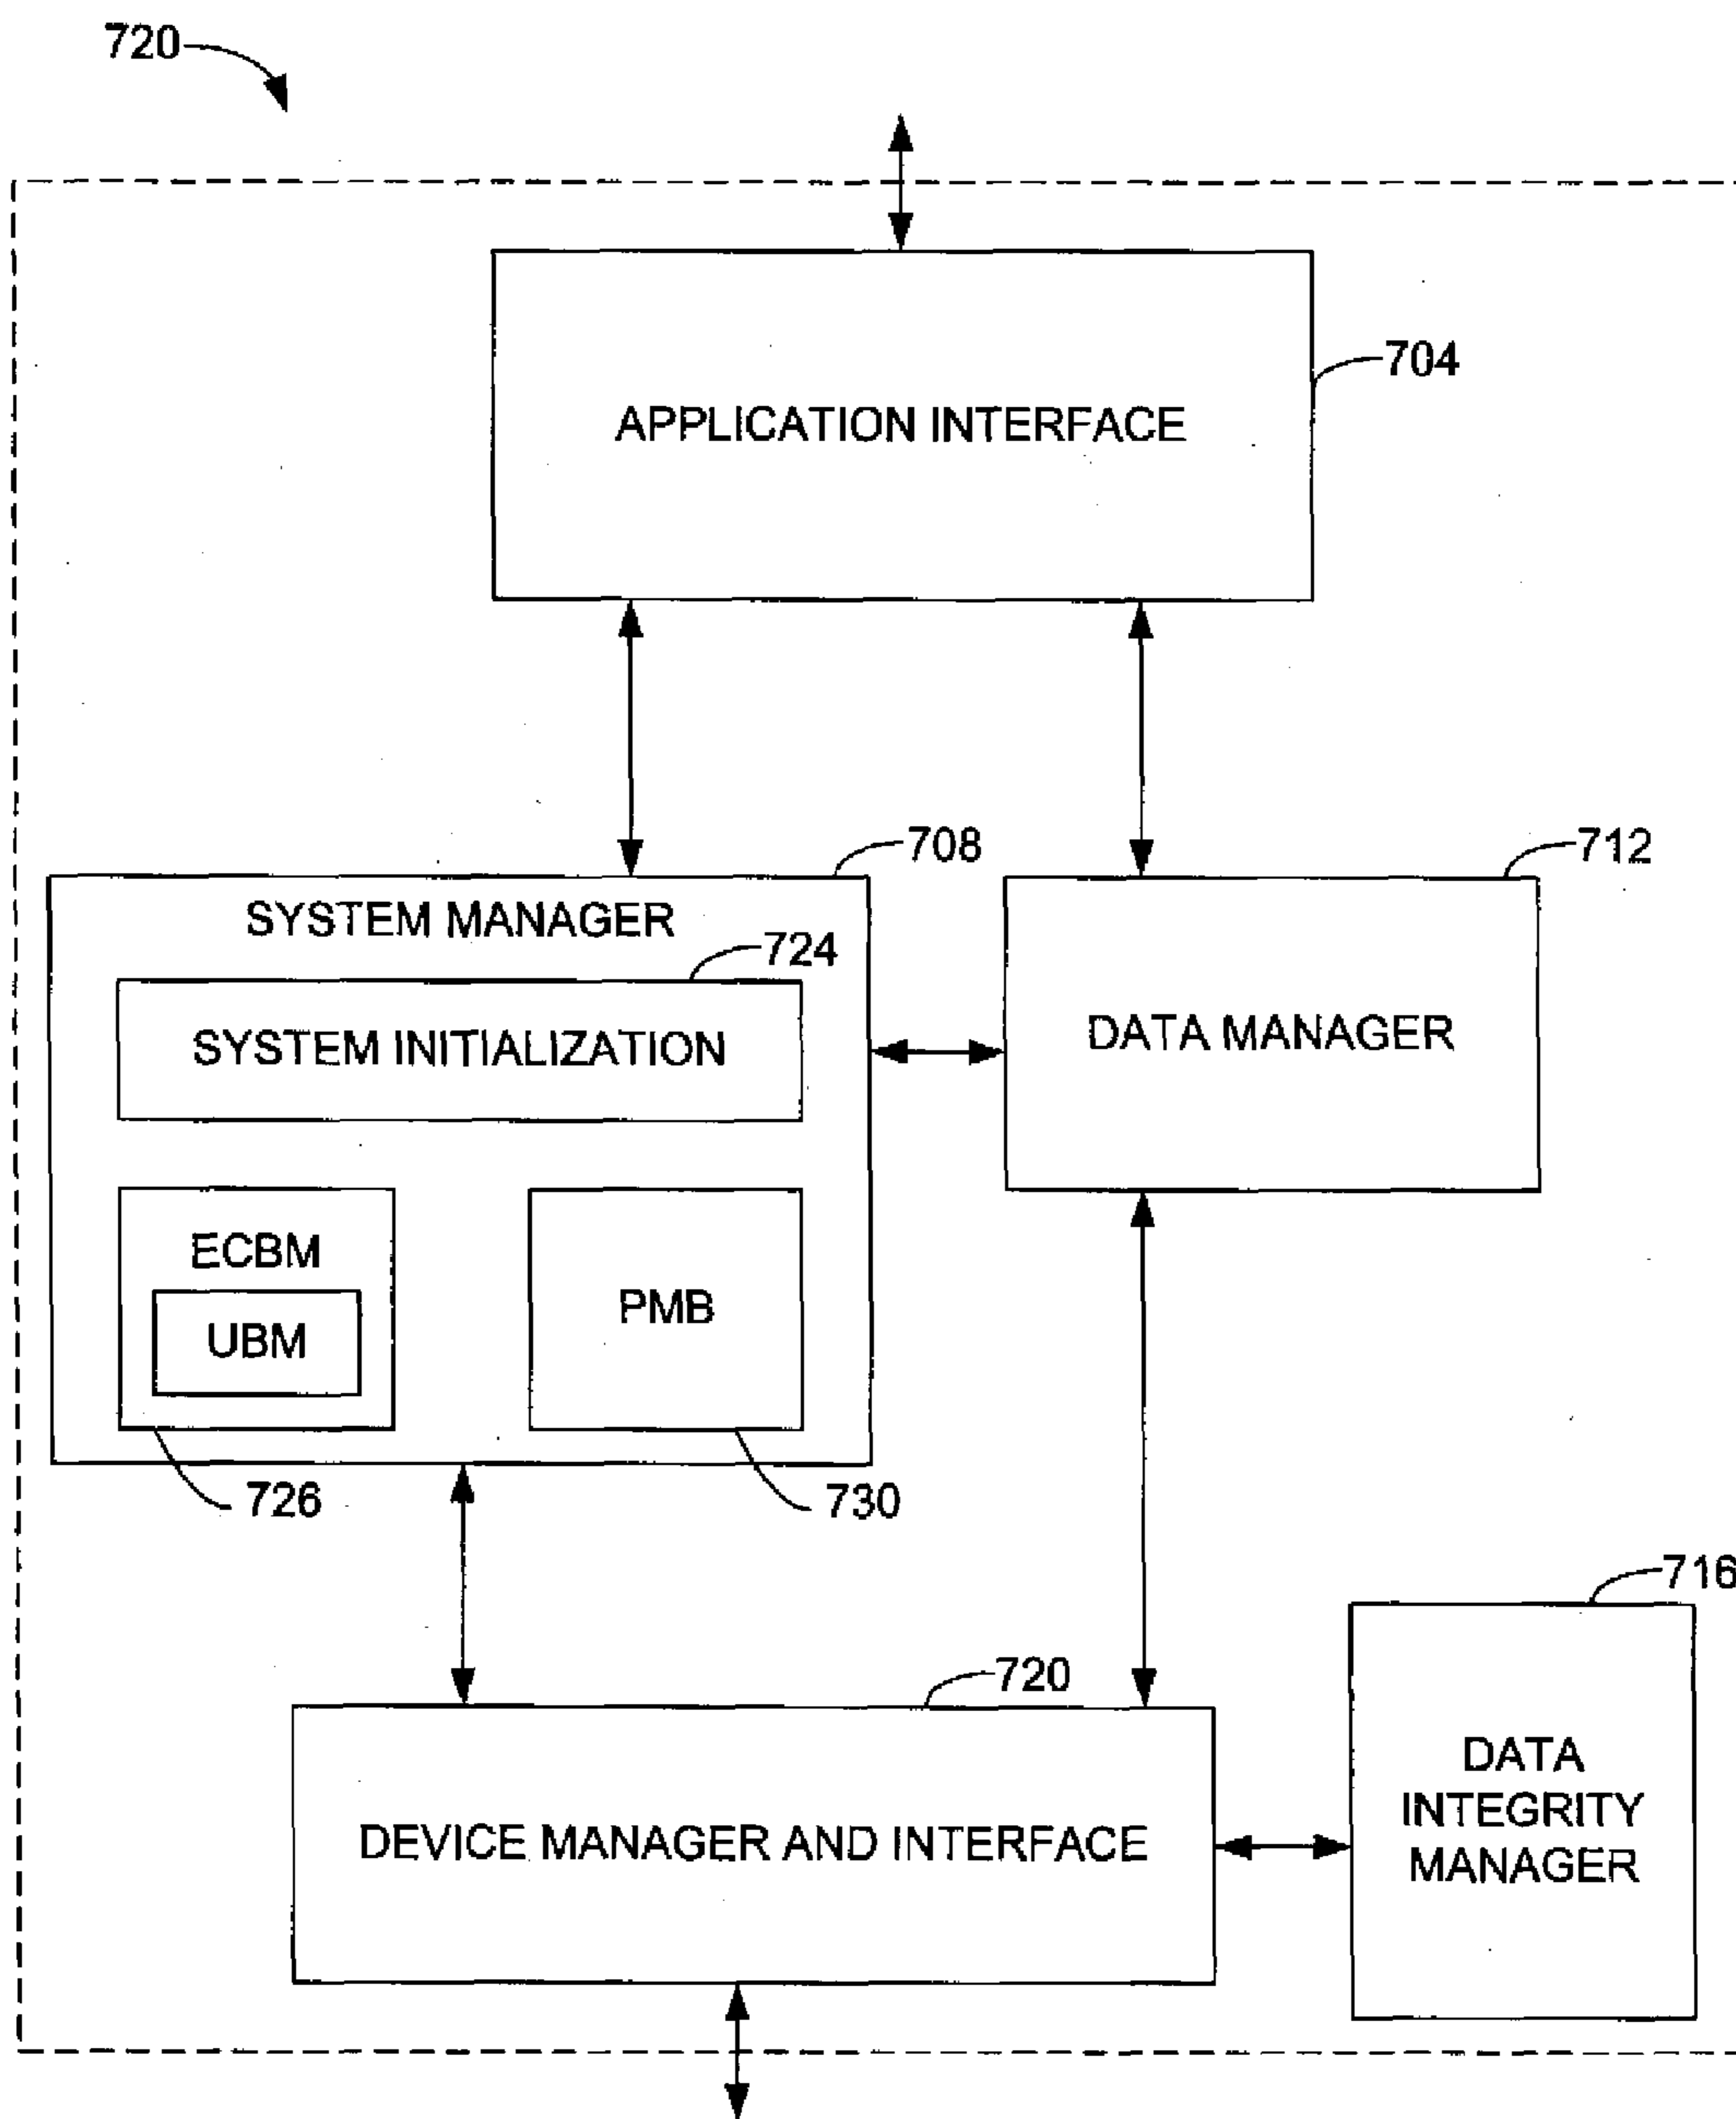 720
704
APPLICATION INTERFACE
708
712
SYSTEM MANAGER
724
SYSTEM INITIALIZATION
DATA MANAGER
ECBM
UBM
PMB
726
730
716
720
DEVICE MANAGER AND INTERFACE
DATA
INTEGRITY
MANAGER